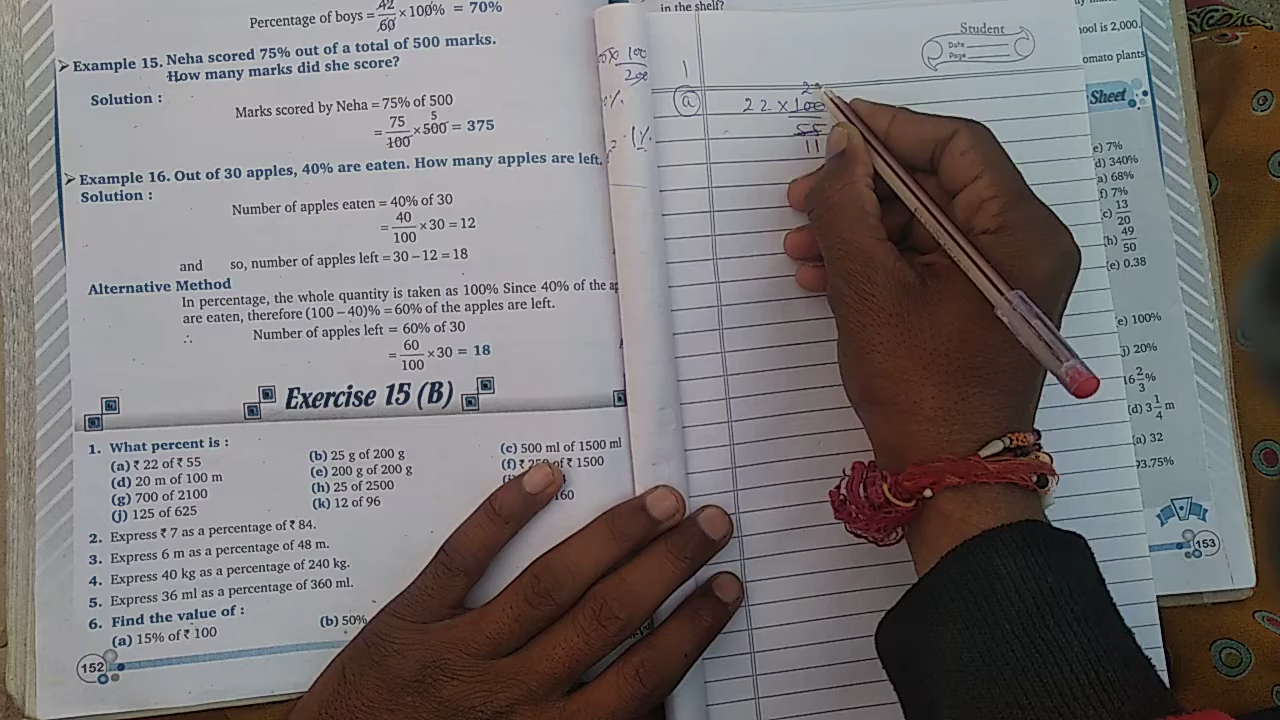 Percentage of boys = 42/60 × 100% = 70%
Example 15. Neha scored 75% out of a total of 500 marks.
How many marks did she score?
Solution :
Marks scored by Neha = 75% of 500
= 75/100 × 500 5 = 375
Example 16. Out of 30 apples, 40% are eaten. How many apples are left.
Solution :
Number of apples eaten = 40% of 30
= 40/100 × 30 = 12
and so, number of apples left = 30 – 12 = 18
Alternative Method
In percentage, the whole quantity is taken as 100% Since 40% of the
are eaten, therefore (100 – 40)% = 60% of the apples are left.
∴ Number of apples left = 60% of 30
= 60/100 × 30 = 18
Exercise 15 (B)
1. What percent is :
(a) ₹ 22 of ₹ 55 (b) 25 g of 200 g (c) 500 ml of 1500 ml
(d) 20 m of 100 m (e) 200 g of 200 g (f) ₹ 250 of ₹ 1500
(g) 700 of 2100 (h) 25 of 2500
(j) 125 of 625 (k) 12 of 96 160
2. Express ₹ 7 as a percentage of ₹ 84.
3. Express 6 m as a percentage of 48 m.
4. Express 40 kg as a percentage of 240 kg.
5. Express 36 ml as a percentage of 360 ml.
6. Find the value of :
(a) 15% of ₹ 100 (b) 50%
152
in the shelf?
Student
Date
Page
100
200
1%
1
(a) 22 × 100
55
11
ool is 2,000.
omato plants
Sheet
e) 7%
d) 340%
a) 68%
f) 7%
(c) 13/20
(h) 49/50
(e) 0.38
e) 100%
j) 20%
6 2/3%
(d) 3 1/4 m
(a) 32
93.75%
153